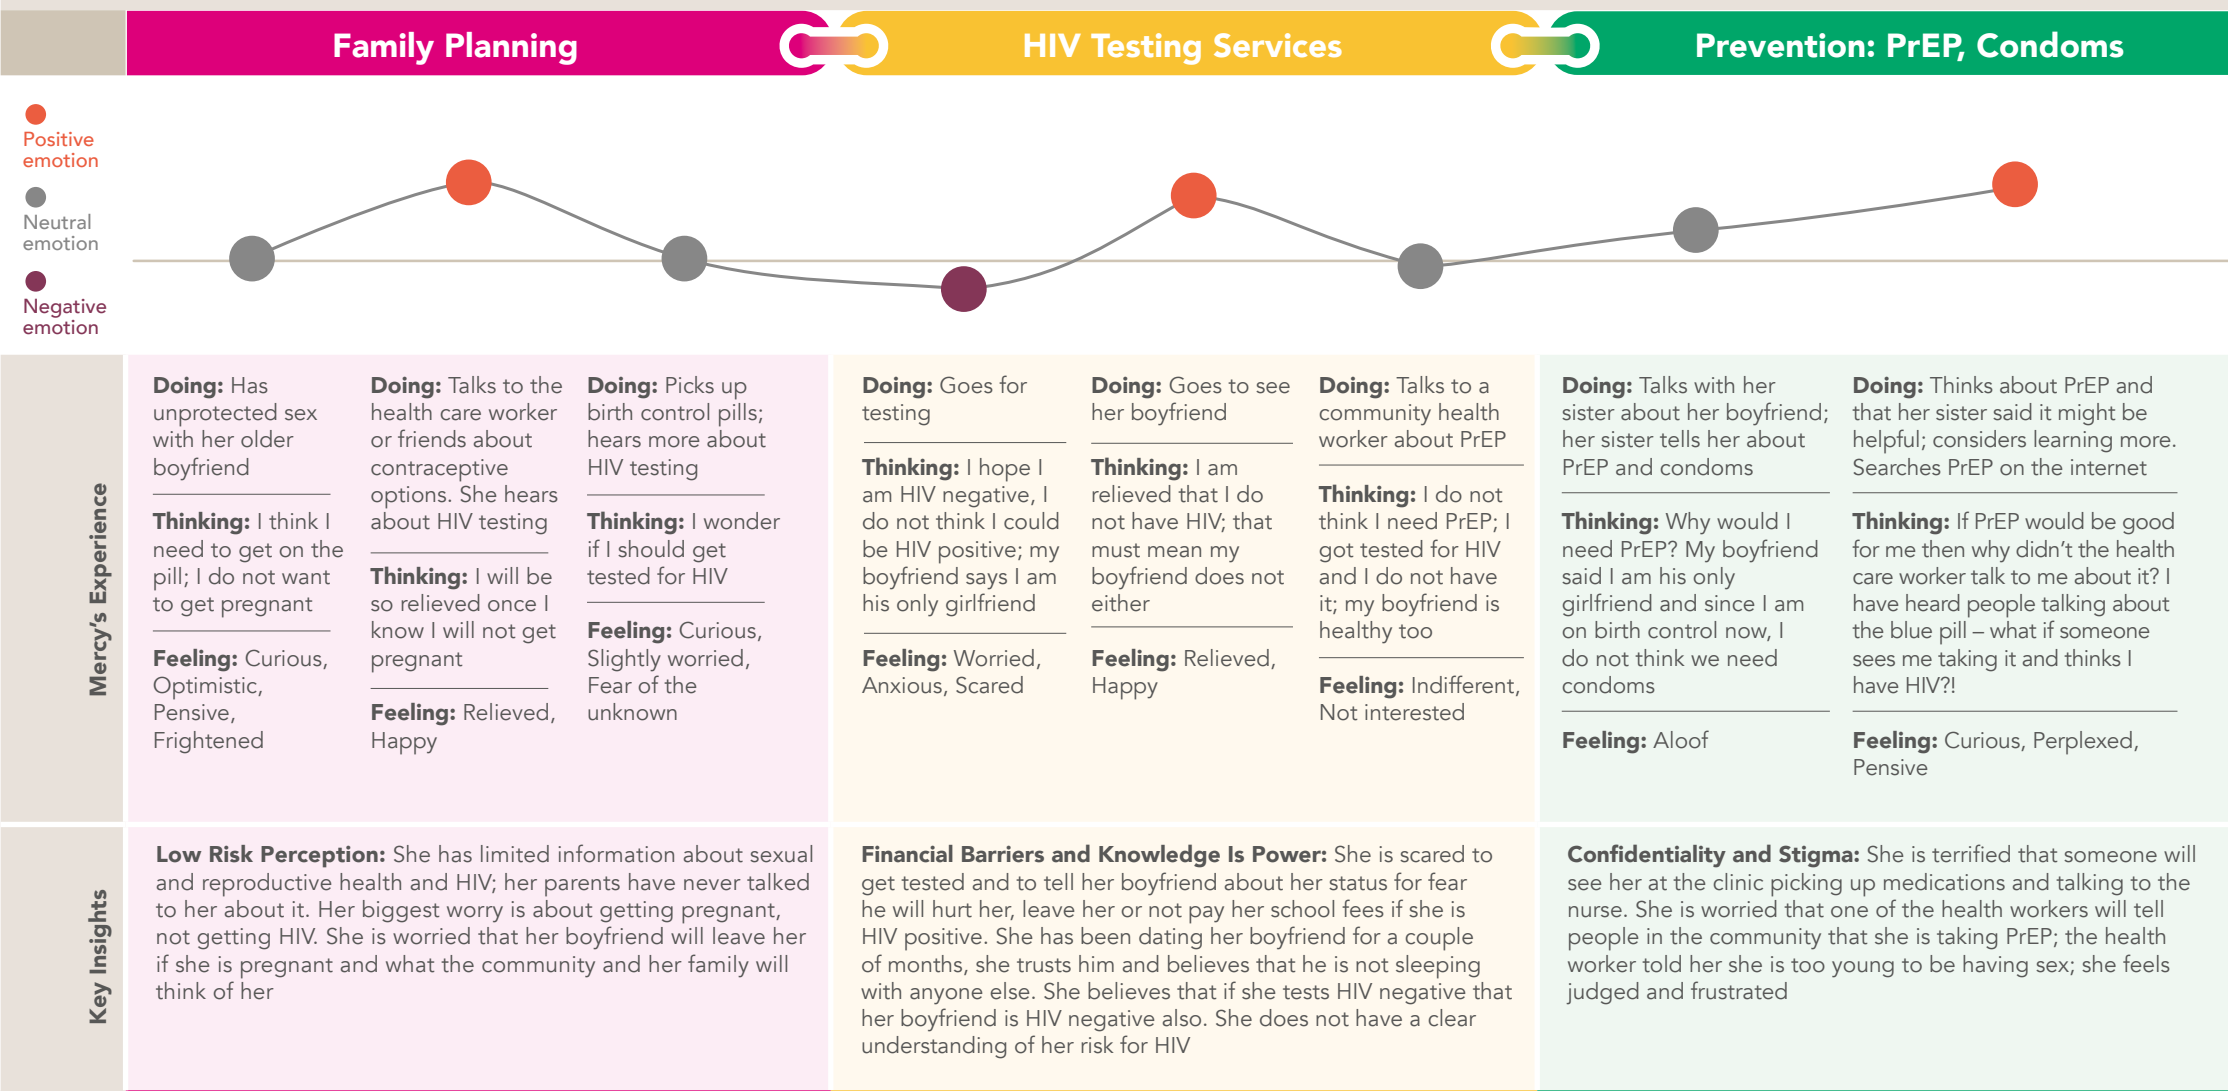 Family Planning
HIV Testing Services
Prevention: PrEP, Condoms
Positive
emotion
Neutral
emotion
Negative
emotion
Mercy's Experience
Doing: Has
unprotected sex
with her older
boyfriend
Thinking: I think I
need to get on the
pill; I do not want
to get pregnant
Feeling: Curious,
Optimistic,
Pensive,
Frightened
Doing: Talks to the
health care worker
or friends about
contraceptive
options. She hears
about HIV testing
Thinking: I will be
so relieved once I
know I will not get
pregnant
Feeling: Relieved,
Happy
Doing: Picks up
birth control pills;
hears more about
HIV testing
Thinking: I wonder
if I should get
tested for HIV
Feeling: Curious,
Slightly worried,
Fear of the
unknown
Doing: Goes for
testing
Thinking: I hope I
am HIV negative, I
do not think I could
be HIV positive; my
boyfriend says I am
his only girlfriend
Feeling: Worried,
Anxious, Scared
Doing: Goes to see
her boyfriend
Thinking: I am
relieved that I do
not have HIV; that
must mean my
boyfriend does not
either
Feeling: Relieved,
Happy
Doing: Talks to a
community health
worker about PrEP
Thinking: I do not
think I need PrEP; I
got tested for HIV
and I do not have
it; my boyfriend is
healthy too
Feeling: Indifferent,
Not interested
Doing: Talks with her
sister about her boyfriend;
her sister tells her about
PrEP and condoms
Thinking: Why would I
need PrEP? My boyfriend
said I am his only
girlfriend and since I am
on birth control now, I
do not think we need
condoms
Feeling: Aloof
Doing: Thinks about PrEP and
that her sister said it might be
helpful; considers learning more.
Searches PrEP on the internet
Thinking: If PrEP would be good
for me then why didn't the health
care worker talk to me about it? I
have heard people talking about
the blue pill – what if someone
sees me taking it and thinks I
have HIV?!
Feeling: Curious, Perplexed,
Pensive
Key Insights
Low Risk Perception: She has limited information about sexual
and reproductive health and HIV; her parents have never talked
to her about it. Her biggest worry is about getting pregnant,
not getting HIV. She is worried that her boyfriend will leave her
if she is pregnant and what the community and her family will
think of her
Financial Barriers and Knowledge Is Power: She is scared to
get tested and to tell her boyfriend about her status for fear
he will hurt her, leave her or not pay her school fees if she is
HIV positive. She has been dating her boyfriend for a couple
of months, she trusts him and believes that he is not sleeping
with anyone else. She believes that if she tests HIV negative that
her boyfriend is HIV negative also. She does not have a clear
understanding of her risk for HIV
Confidentiality and Stigma: She is terrified that someone will
see her at the clinic picking up medications and talking to the
nurse. She is worried that one of the health workers will tell
people in the community that she is taking PrEP; the health
worker told her she is too young to be having sex; she feels
judged and frustrated